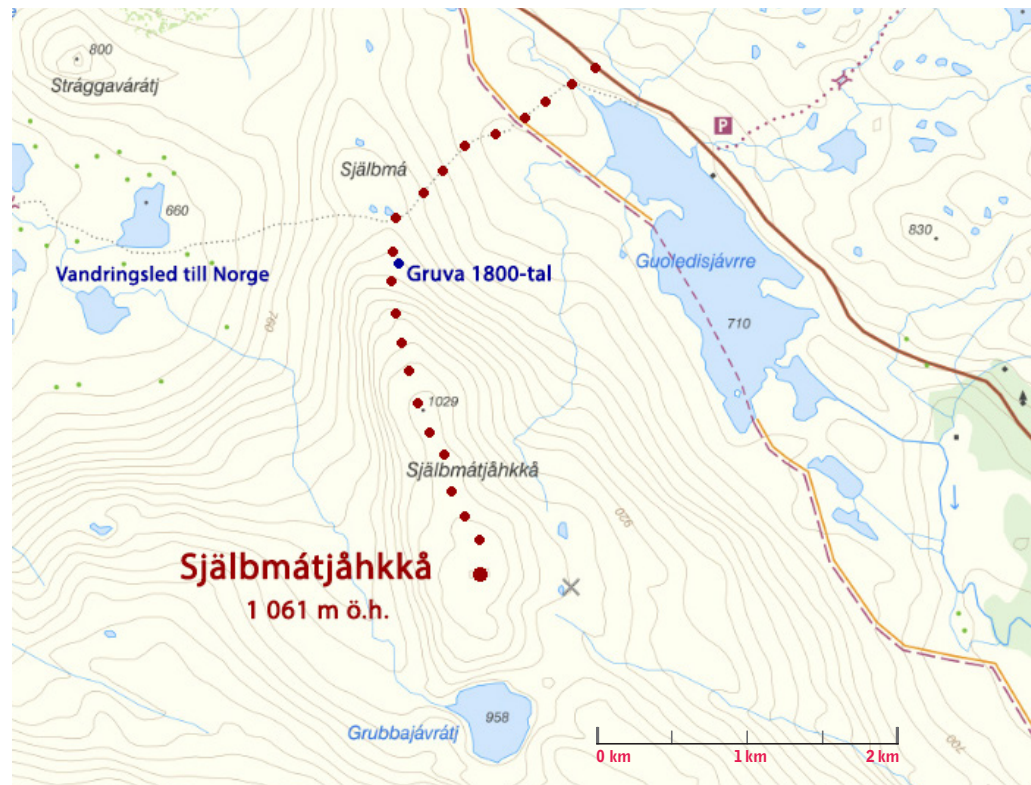 800
Strággavárátj
P
Själbmá
660
830
Vandringsled till Norge
Gruva 1800-tal
Guoledisjávrre
710
760
1029
Själbmátjåhkkå
920
Själbmátjåhkkå
1 061 m ö.h.
958
Grubbajávrátj
700
0 km
1 km
2 km